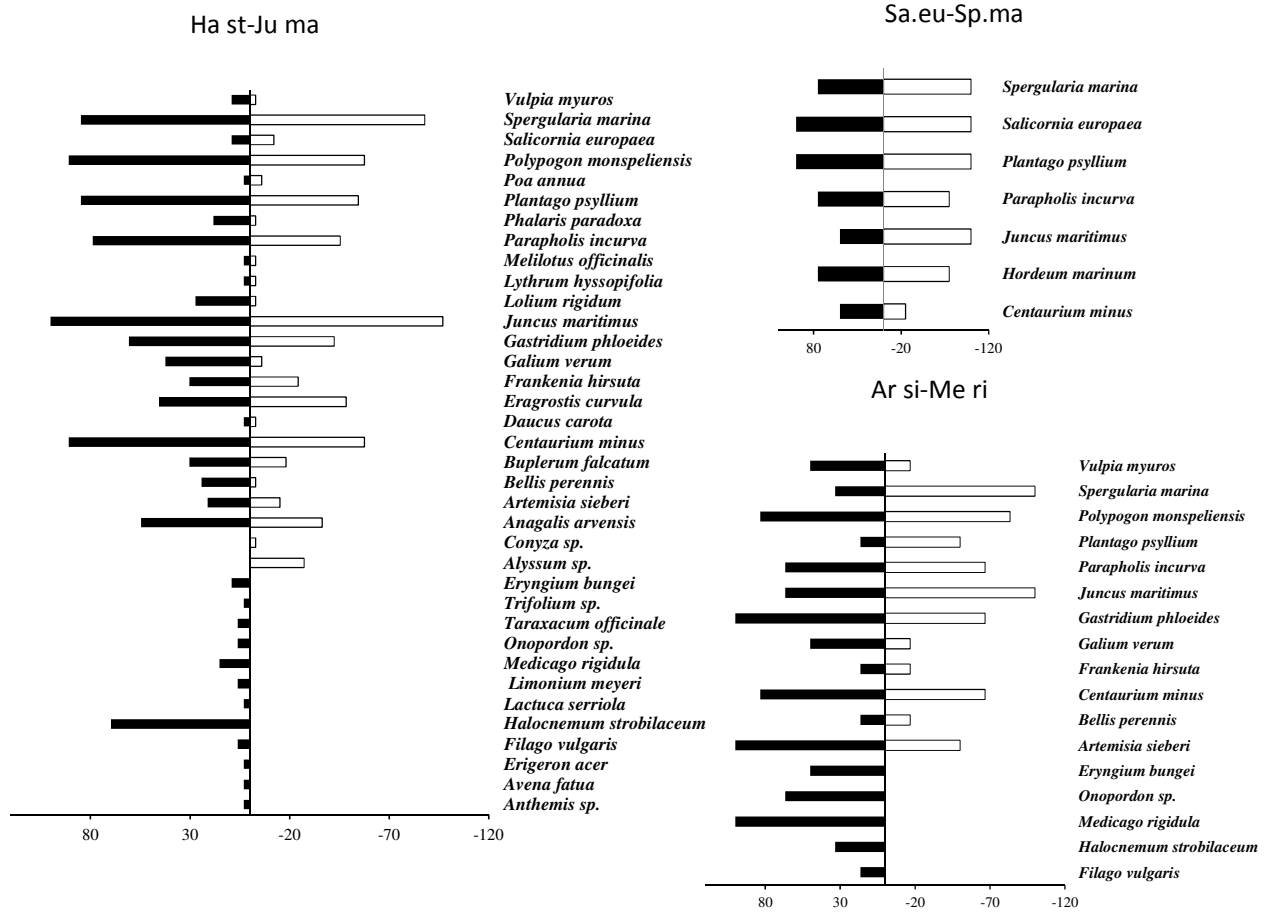 Ha st-Ju ma
Vulpia myuros
Spergularia marina
Salicornia europaea
Polypogon monspeliensis
Poa annua
Plantago psyllium
Phalaris paradoxa
Parapholis incurva
Melilotus officinalis
Lythrum hyssopifolia
Lolium rigidum
Juncus maritimus
Gastridium phloeides
Galium verum
Frankenia hirsuta
Eragrostis curvula
Daucus carota
Centaurium minus
Buplerum falcatum
Bellis perennis
Artemisia sieberi
Anagalis arvensis
Conyza sp.
Alyssum sp.
Eryngium bungei
Trifolium sp.
Taraxacum officinale
Onopordon sp.
Medicago rigidula
Limonium meyeri
Lactuca serriola
Halocnemum strobilaceum
Filago vulgaris
Erigeron acer
Avena fatua
Anthemis sp.
80 30 -20 -70 -120
Sa.eu-Sp.ma
Spergularia marina
Salicornia europaea
Plantago psyllium
Parapholis incurva
Juncus maritimus
Hordeum marinum
Centaurium minus
80 -20 -120
Ar si-Me ri
Vulpia myuros
Spergularia marina
Polypogon monspeliensis
Plantago psyllium
Parapholis incurva
Juncus maritimus
Gastridium phloeides
Galium verum
Frankenia hirsuta
Centaurium minus
Bellis perennis
Artemisia sieberi
Eryngium bungei
Onopordon sp.
Medicago rigidula
Halocnemum strobilaceum
Filago vulgaris
80 30 -20 -70 -120